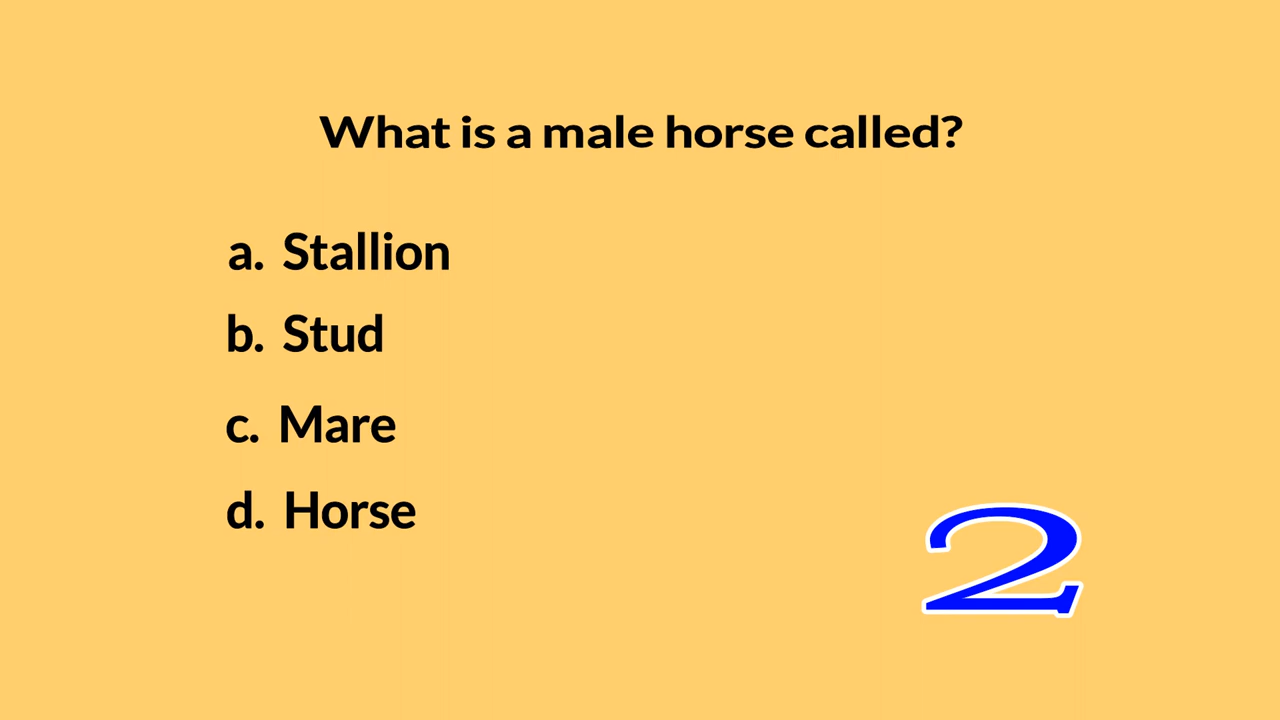 What is a male horse called?
a. Stallion
b. Stud
c. Mare
d. Horse
2